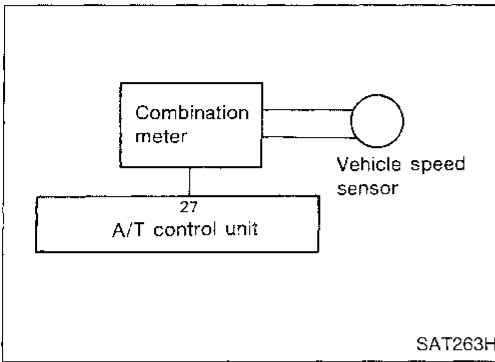 Combination
meter
Vehicle speed
sensor
27
A/T control unit
SAT263H